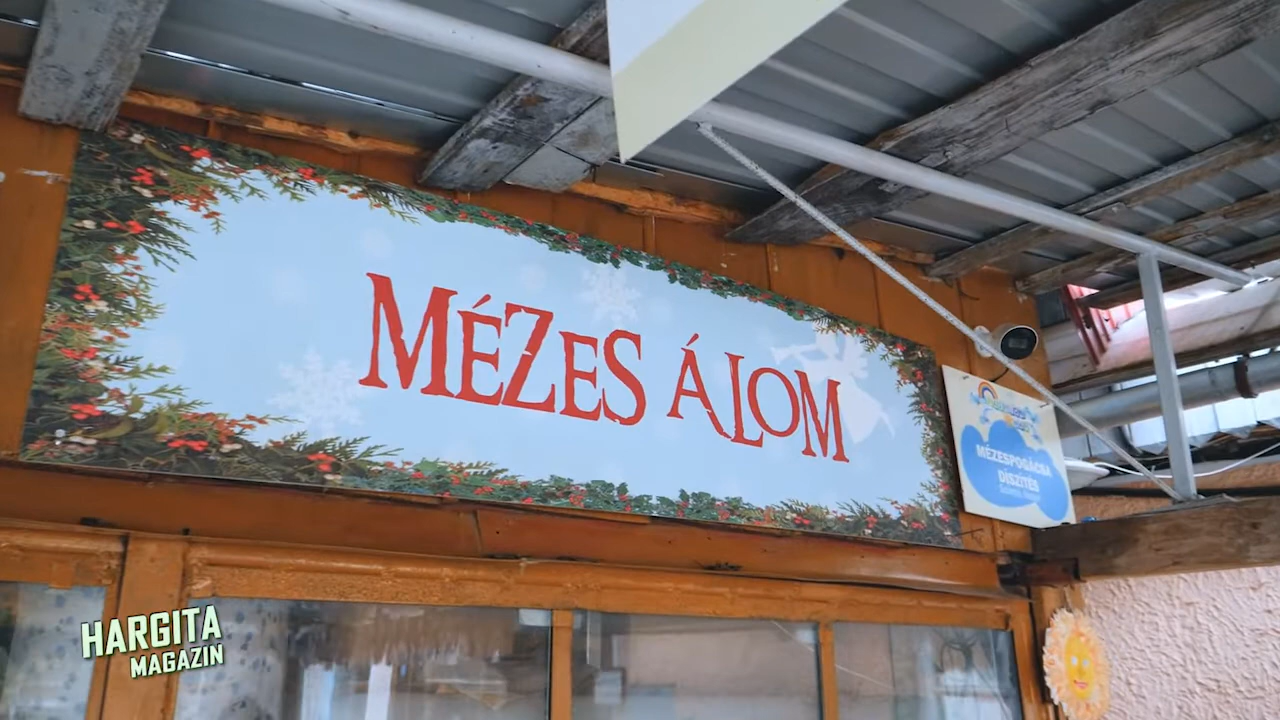 MÉZES ÁLOM
MÉZESPOGÁCSA
DÍSZÍTÉS
HARGITA
MAGAZIN